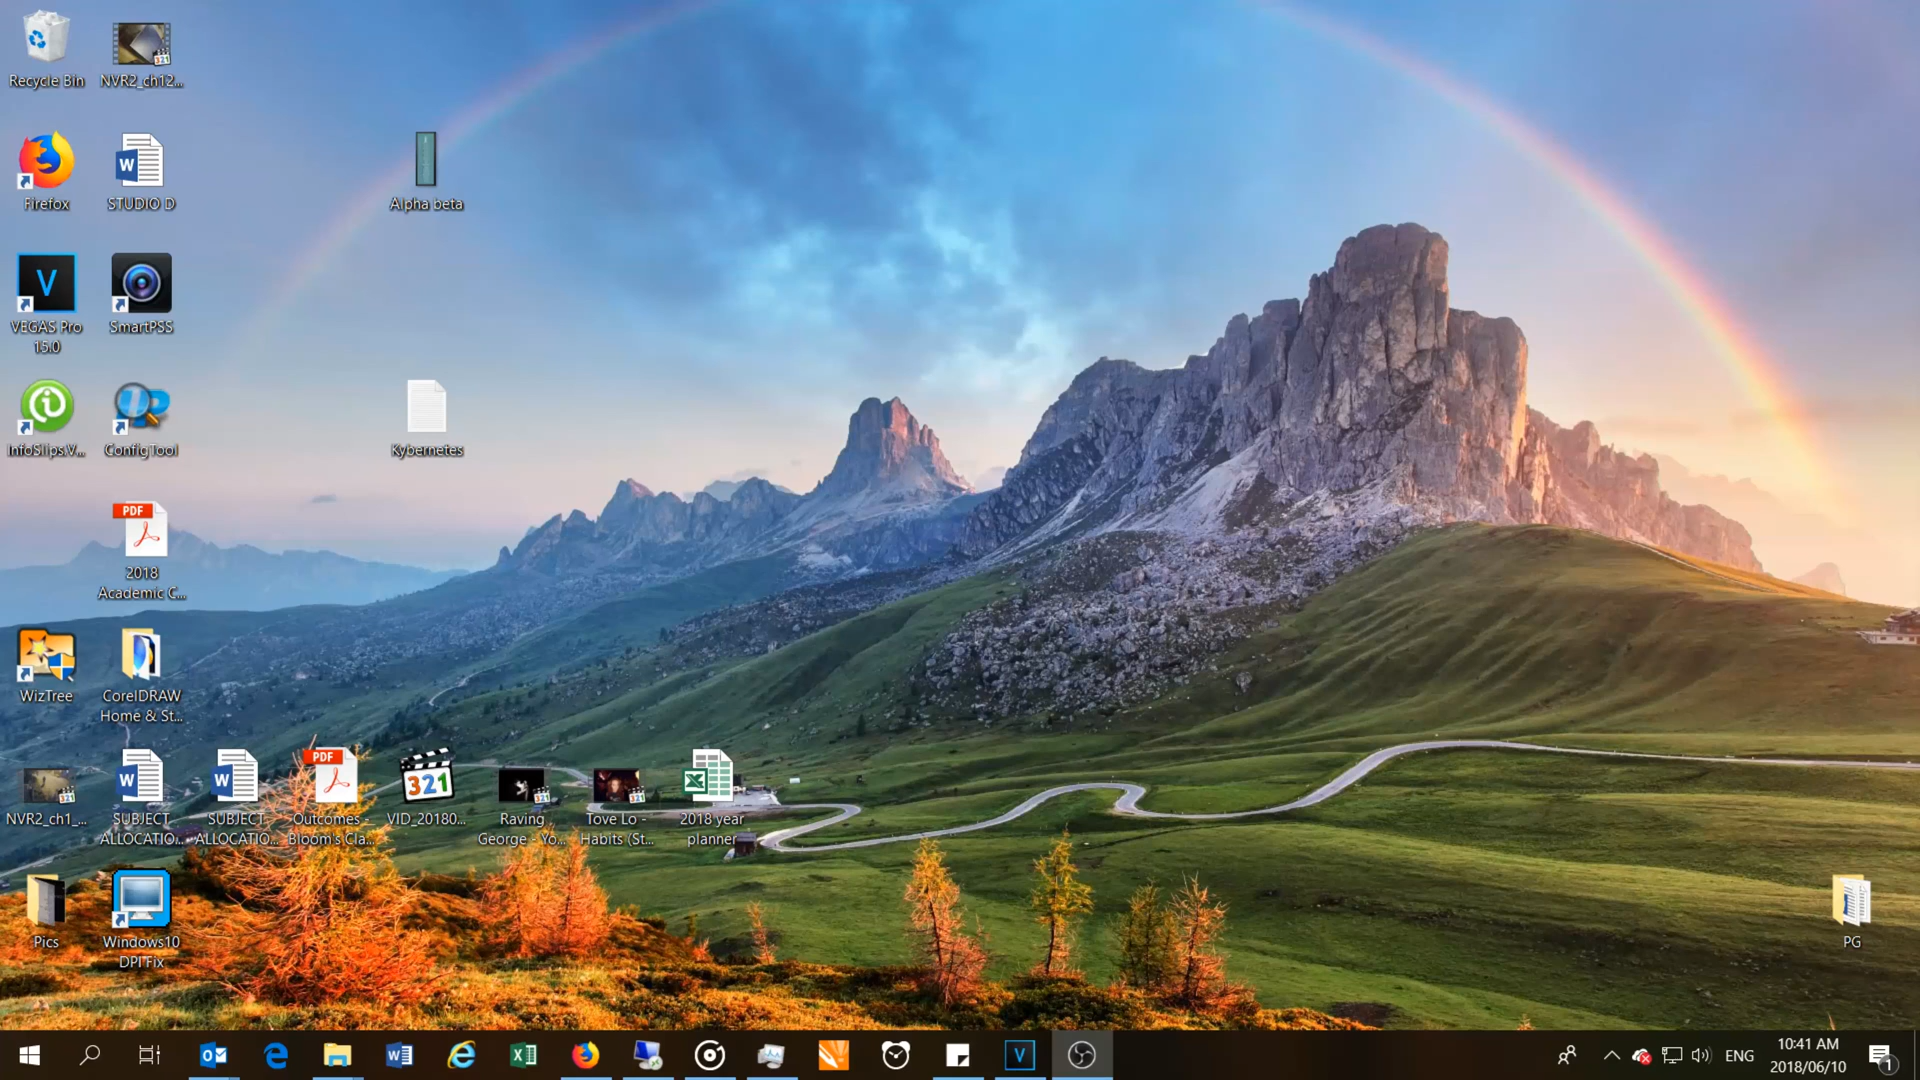 Recycle Bin
NVR2_ch12...
Firefox
STUDIO D
Alpha beta
VEGAS Pro
15.0
SmartPSS
InfoSlips.V...
ConfigTool
Kybernetes
PDF
2018
Academic C...
WizTree
CorelDRAW
Home & St...
NVR2_ch1_...
SUBJECT
ALLOCATIO...
SUBJECT
ALLOCATIO...
PDF
Outcomes -
Bloom's Cla...
321
VID_20180...
Raving
George - Yo...
Tove Lo -
Habits (St...
2018 year
planner
Pics
Windows10
DPI Fix
PG
ENG
10:41 AM
2018/06/10
1